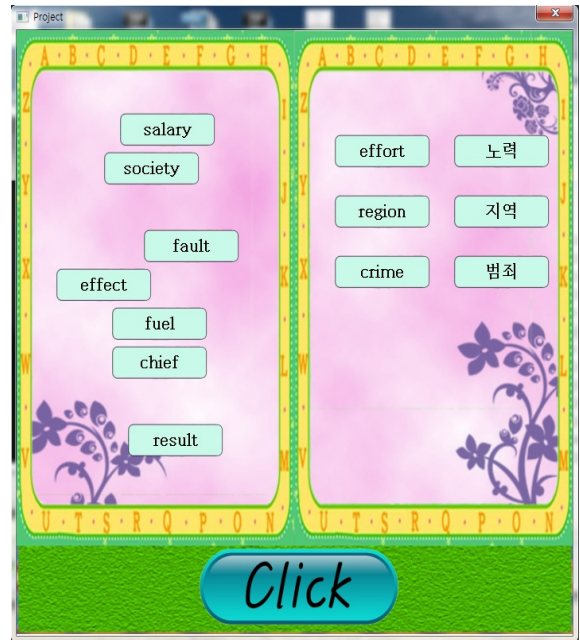 Project
A · B · C · D · E · F · G · H
A · B · C · D · E · F · G · H
Z · Y · X · W · V
I · J · K · L · M
Z · Y · X · W · V
I · J · K · L · M
salary
society
fault
effect
fuel
chief
result
effort 노력
region 지역
crime 범죄
U · T · S · R · Q · P · O · N
U · T · S · R · Q · P · O · N
Click